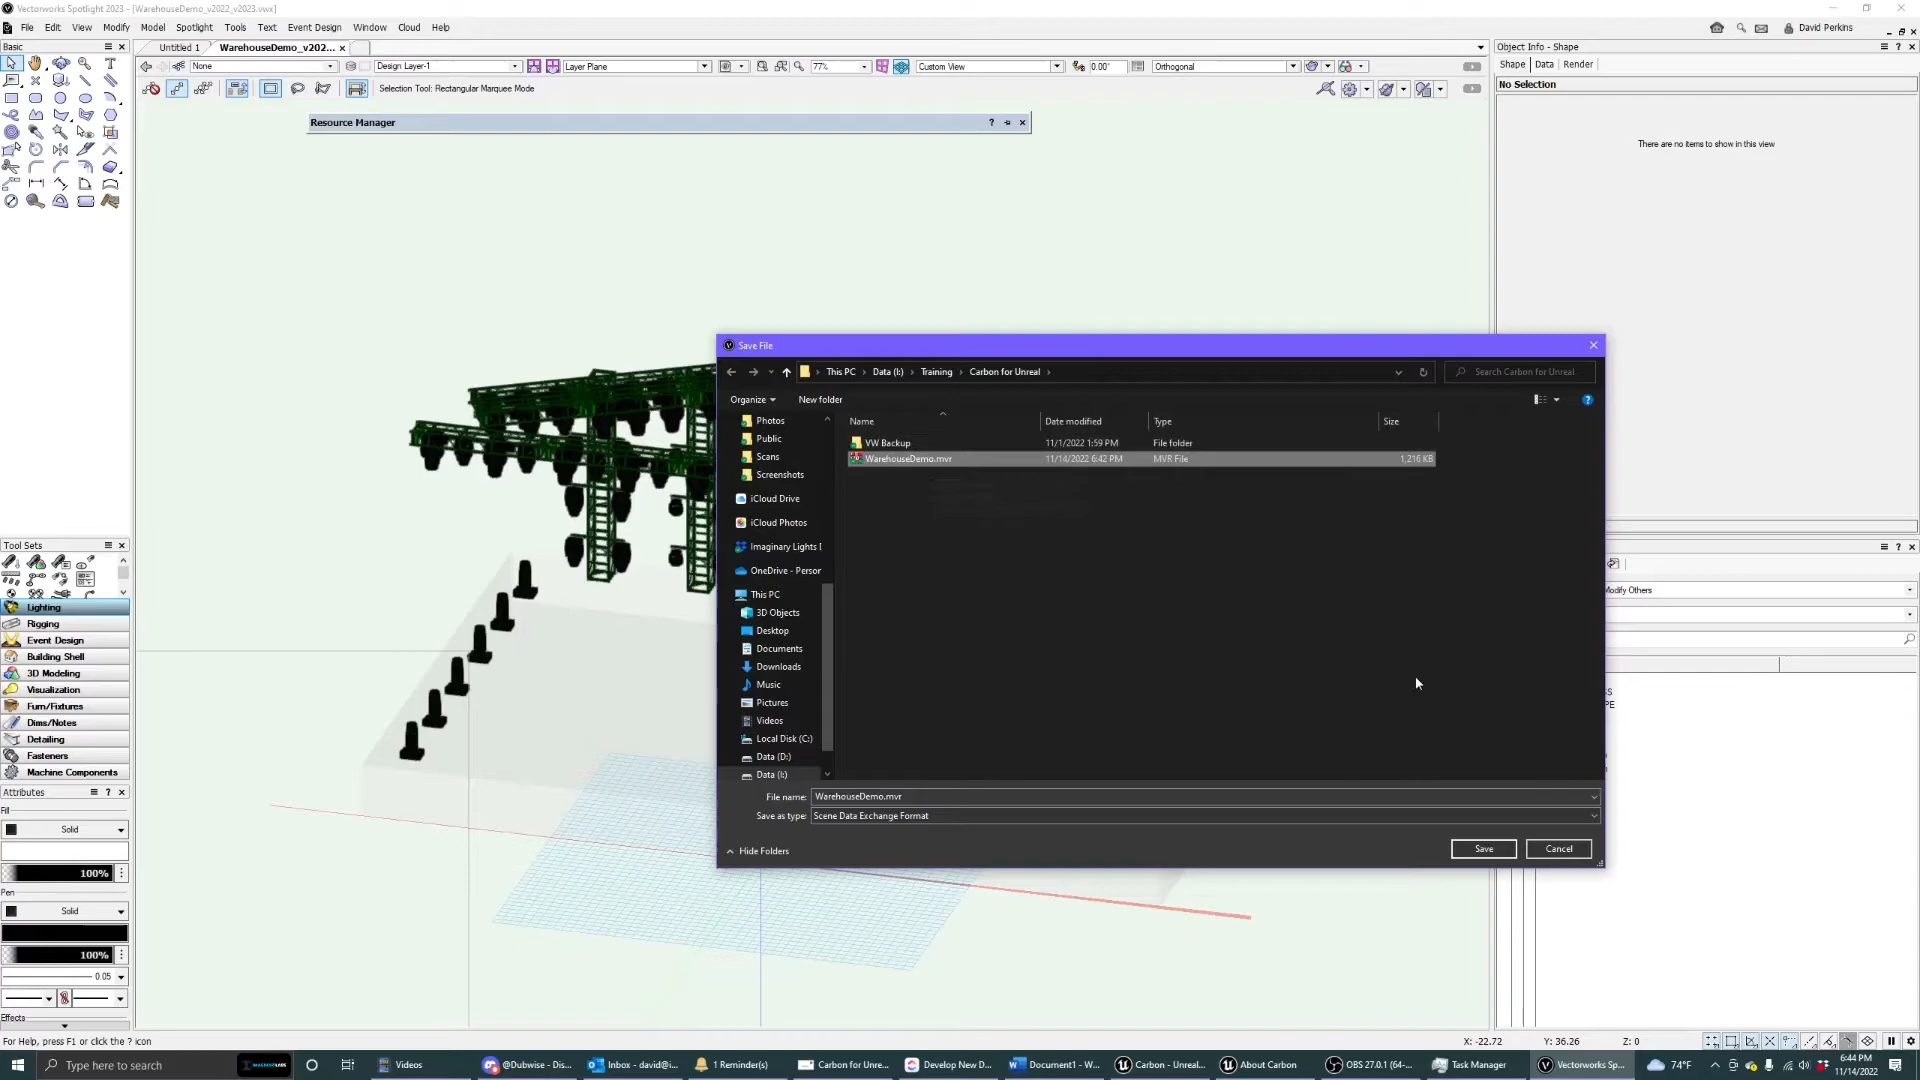 Vectorworks Spotlight 2023 - [WarehouseDemo_v2022_v2023.vwx]
File Edit View Modify Model Spotlight Tools Text Event Design Window Cloud Help
David Perkins
Basic
Untitled 1 WarehouseDemo_v202... x
None Design Layer-1 Layer Plane 77% Custom View 0.00° Orthogonal
Selection Tool: Rectangular Marquee Mode
Resource Manager
Object Info - Shape
Shape Data Render
No Selection
There are no items to show in this view
Save File
This PC Data (I:) Training Carbon for Unreal
Search Carbon for Unreal
Organize New folder
Name Date modified Type Size
VW Backup 11/1/2022 1:59 PM File folder
WarehouseDemo.mvr 11/14/2022 6:42 PM MVR File 1,216 KB
Photos
Public
Scans
Screenshots
iCloud Drive
iCloud Photos
Imaginary Lights
OneDrive - Person
This PC
3D Objects
Desktop
Documents
Downloads
Music
Pictures
Videos
Local Disk (C:)
Data (D:)
Data (I:)
File name: WarehouseDemo.mvr
Save as type: Scene Data Exchange Format
Hide Folders
Save Cancel
Modify Others
Tool Sets
Lighting
Rigging
Event Design
Building Shell
3D Modeling
Visualization
Furn/Fixtures
Dims/Notes
Detailing
Fasteners
Machine Components
Attributes
Fill
Solid
100%
Pen
Solid
100%
0.05
Effects
For Help, press F1 or click the ? icon
X: -22.72 Y: 36.26 Z: 0
Type here to search
Videos
@Dubwise - Dis...
Inbox - david@i...
1 Reminder(s)
Carbon for Unre...
Develop New D...
Document1 - W...
Carbon - Unreal...
About Carbon
OBS 27.0.1 (64-...
Task Manager
Vectorworks Sp...
74°F
6:44 PM
11/14/2022